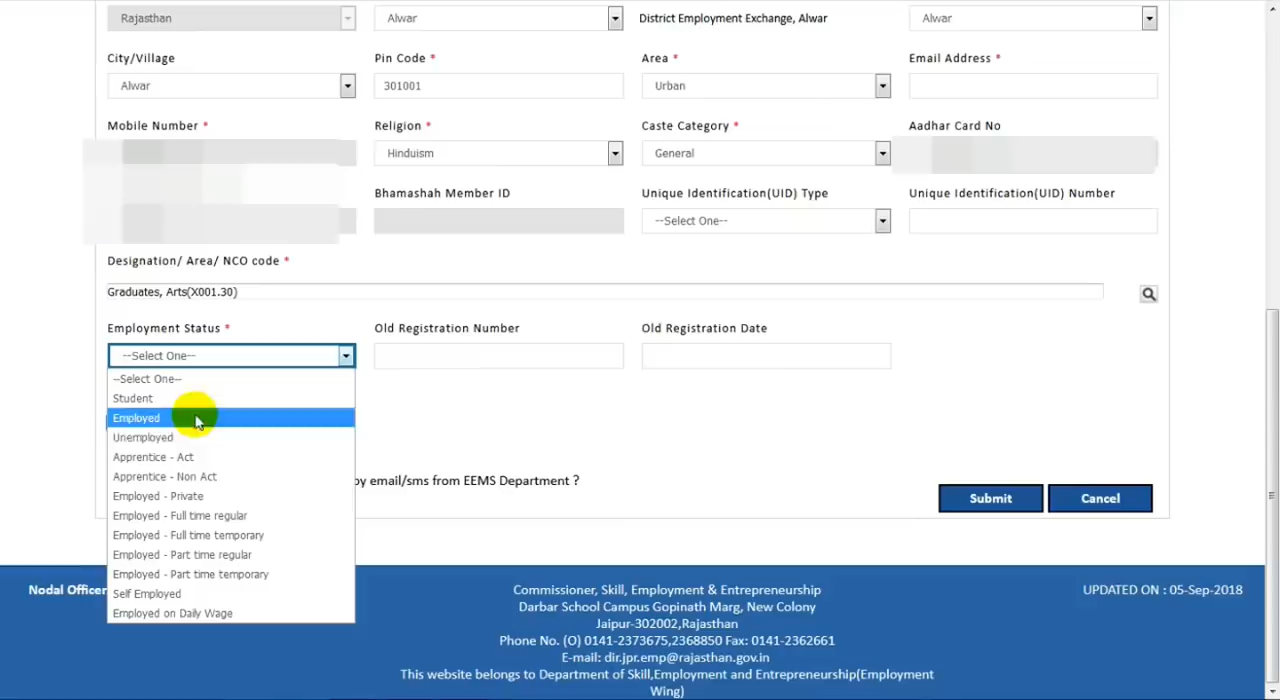 Rajasthan Alwar District Employment Exchange, Alwar Alwar
City/Village Pin Code * Area * Email Address *
Alwar 301001 Urban
Mobile Number * Religion * Caste Category * Aadhar Card No
Hinduism General
Bhamashah Member ID Unique Identification(UID) Type Unique Identification(UID) Number
--Select One--
Designation/ Area/ NCO code *
Graduates, Arts(X001.30)
Employment Status * Old Registration Number Old Registration Date
--Select One--
--Select One--
Student
Employed
Unemployed
Apprentice - Act
Apprentice - Non Act
Employed - Private
Employed - Full time regular
Employed - Full time temporary
Employed - Part time regular
Employed - Part time temporary
Self Employed
Employed on Daily Wage
by email/sms from EEMS Department ?
Submit Cancel
Nodal Officer Commissioner, Skill, Employment & Entrepreneurship UPDATED ON : 05-Sep-2018
Darbar School Campus Gopinath Marg, New Colony
Jaipur-302002,Rajasthan
Phone No. (O) 0141-2373675,2368850 Fax: 0141-2362661
E-mail: dir.jpr.emp@rajasthan.gov.in
This website belongs to Department of Skill,Employment and Entrepreneurship(Employment
Wing)